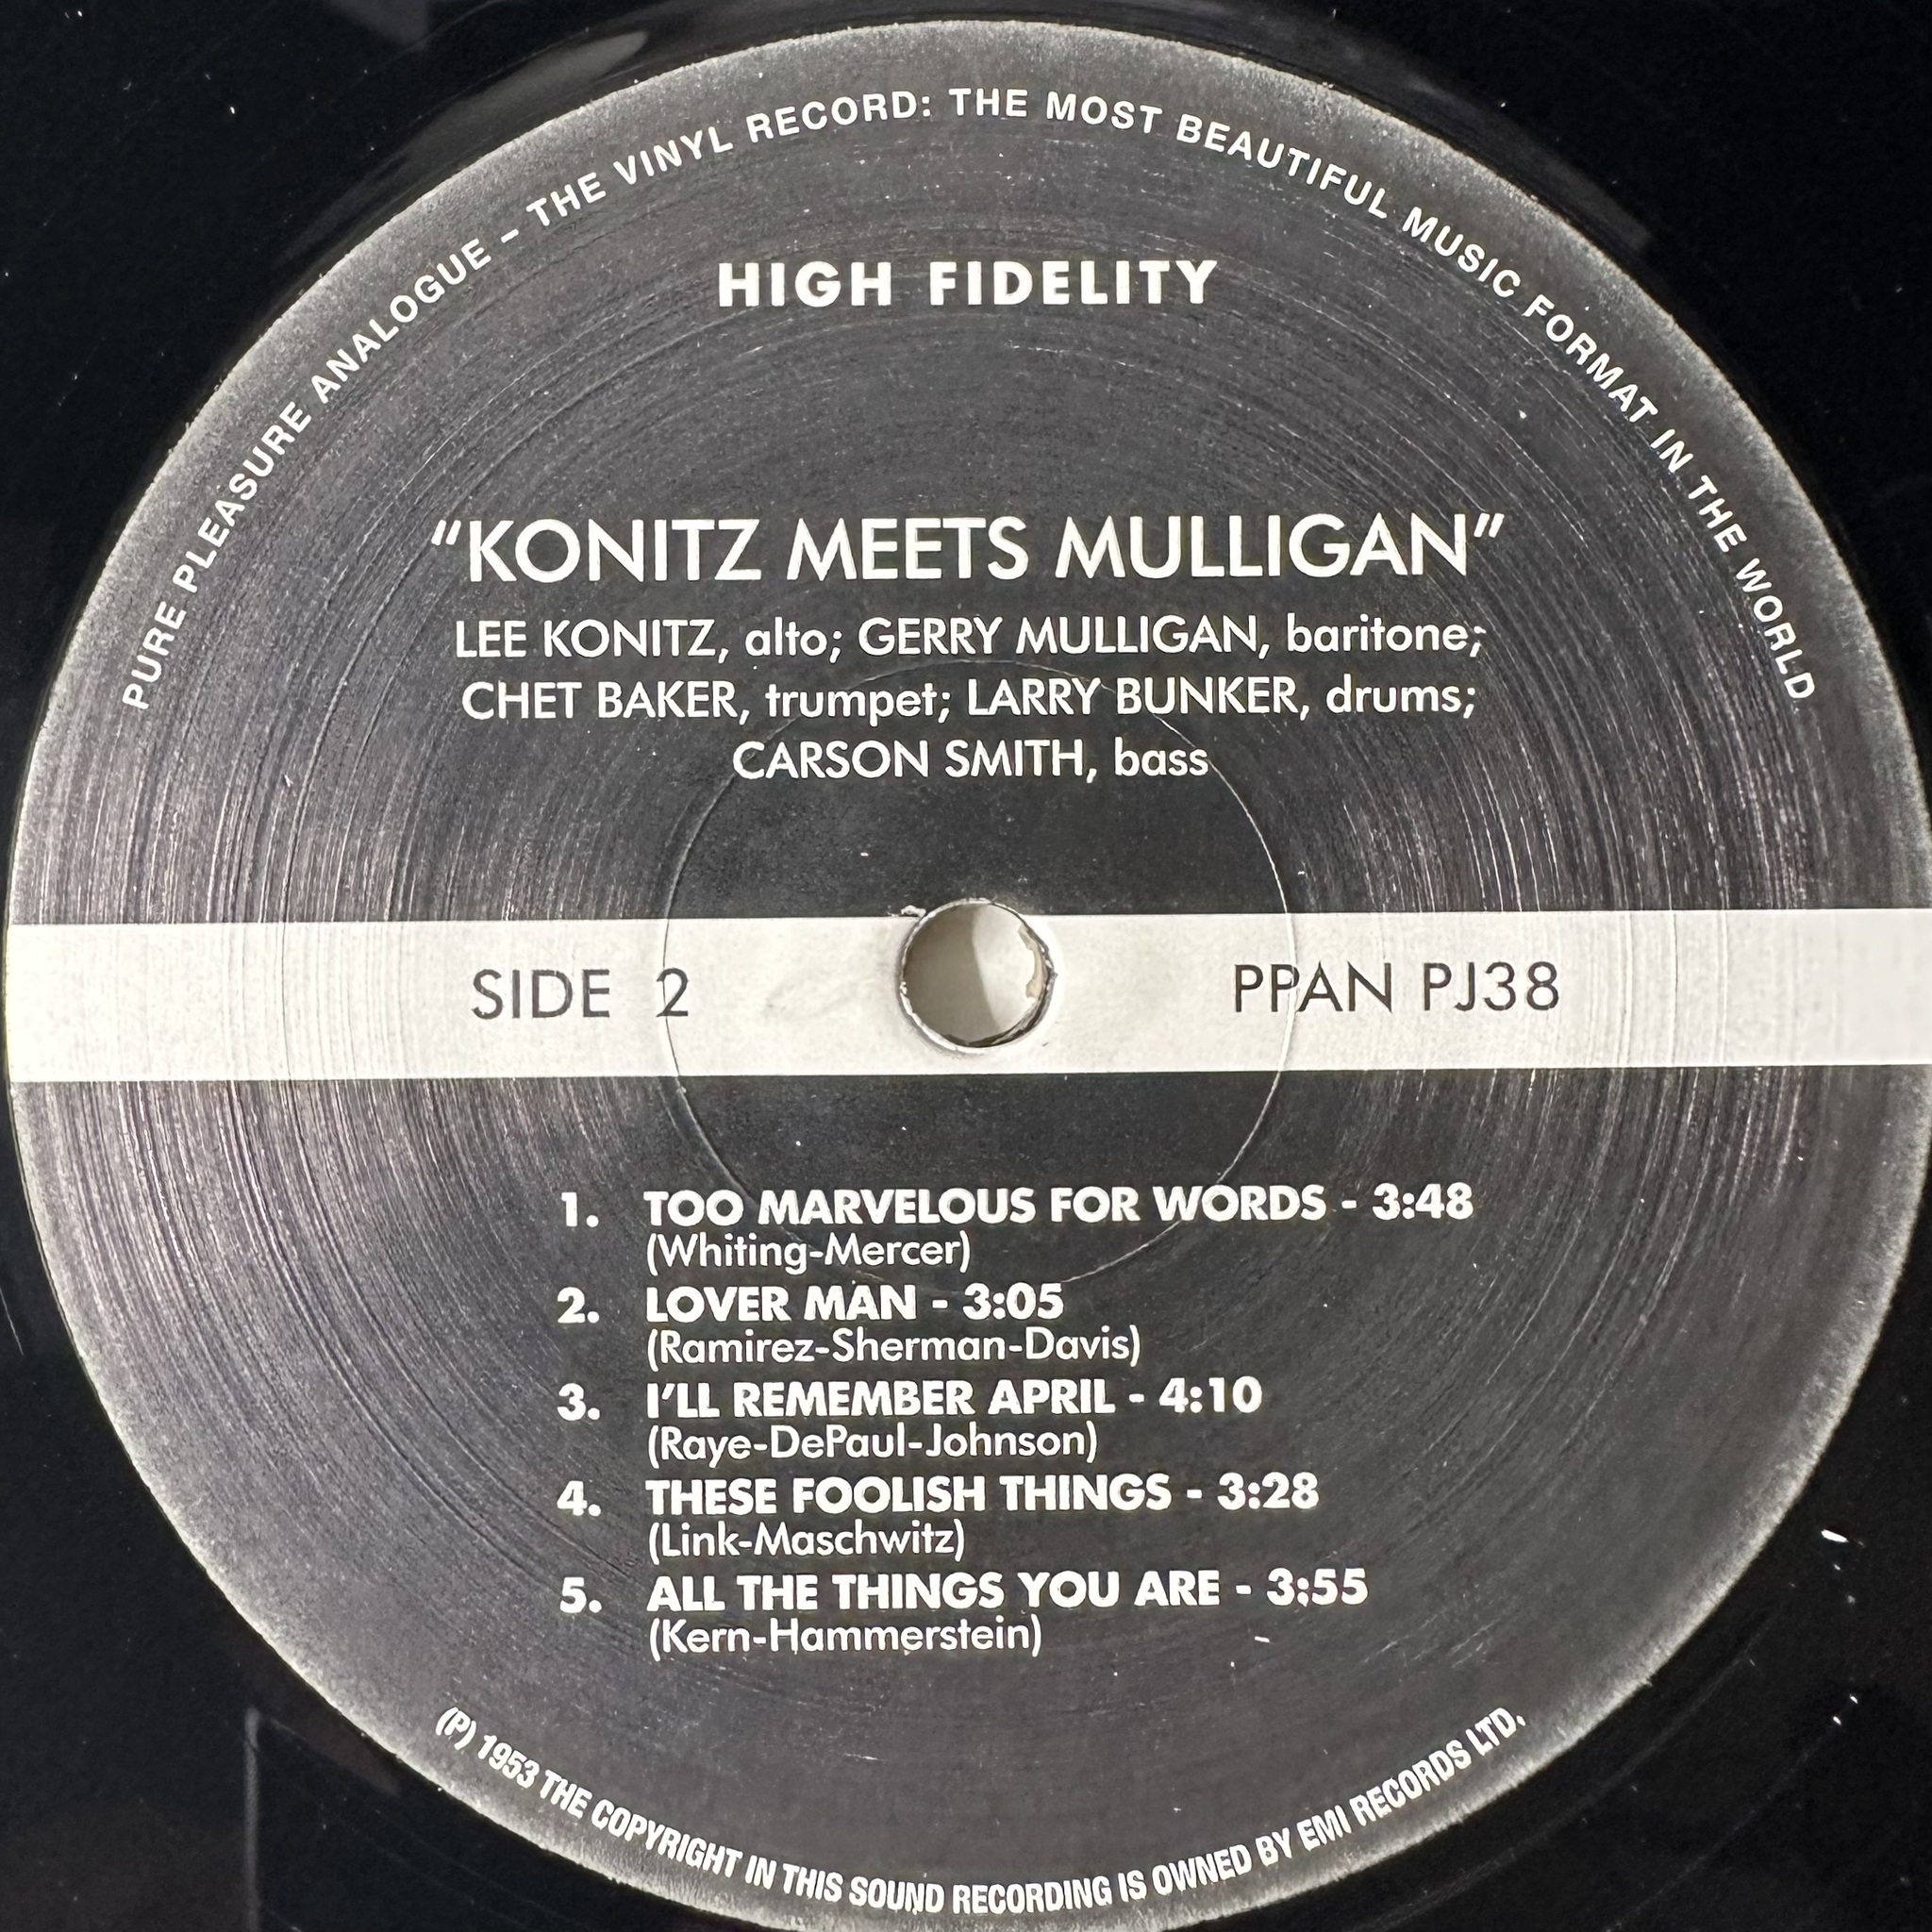 PURE PLEASURE ANALOGUE - THE VINYL RECORD: THE MOST BEAUTIFUL MUSIC FORMAT IN THE WORLD
HIGH FIDELITY
"KONITZ MEETS MULLIGAN"
LEE KONITZ, alto; GERRY MULLIGAN, baritone;
CHET BAKER, trumpet; LARRY BUNKER, drums;
CARSON SMITH, bass
SIDE 2
PPAN PJ38
1. TOO MARVELOUS FOR WORDS - 3:48
(Whiting-Mercer)
2. LOVER MAN - 3:05
(Ramirez-Sherman-Davis)
3. I'LL REMEMBER APRIL - 4:10
(Raye-DePaul-Johnson)
4. THESE FOOLISH THINGS - 3:28
(Link-Maschwitz)
5. ALL THE THINGS YOU ARE - 3:55
(Kern-Hammerstein)
(P) 1953 THE COPYRIGHT IN THIS SOUND RECORDING IS OWNED BY EMI RECORDS LTD.